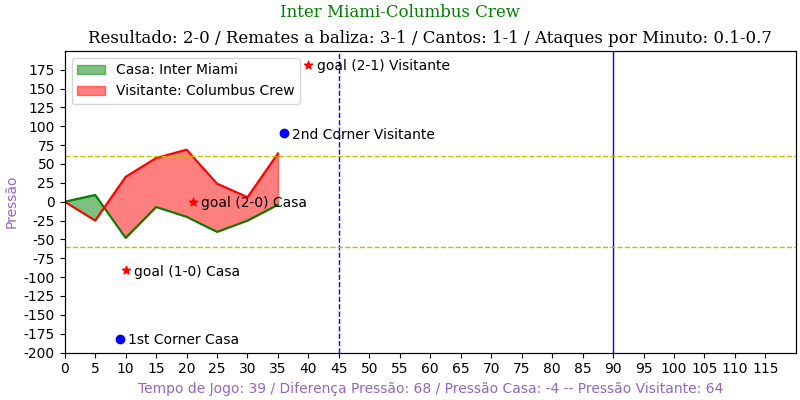 Inter Miami-Columbus Crew
Resultado: 2-0 / Remates a baliza: 3-1 / Cantos: 1-1 / Ataques por Minuto: 0.1-0.7
Casa: Inter Miami
Visitante: Columbus Crew
goal (2-1) Visitante
2nd Corner Visitante
goal (2-0) Casa
goal (1-0) Casa
1st Corner Casa
Pressão
175
150
125
100
75
50
25
0
-25
-50
-75
-100
-125
-150
-175
-200
0 5 10 15 20 25 30 35 40 45 50 55 60 65 70 75 80 85 90 95 100 105 110 115
Tempo de Jogo: 39 / Diferença Pressão: 68 / Pressão Casa: -4 -- Pressão Visitante: 64